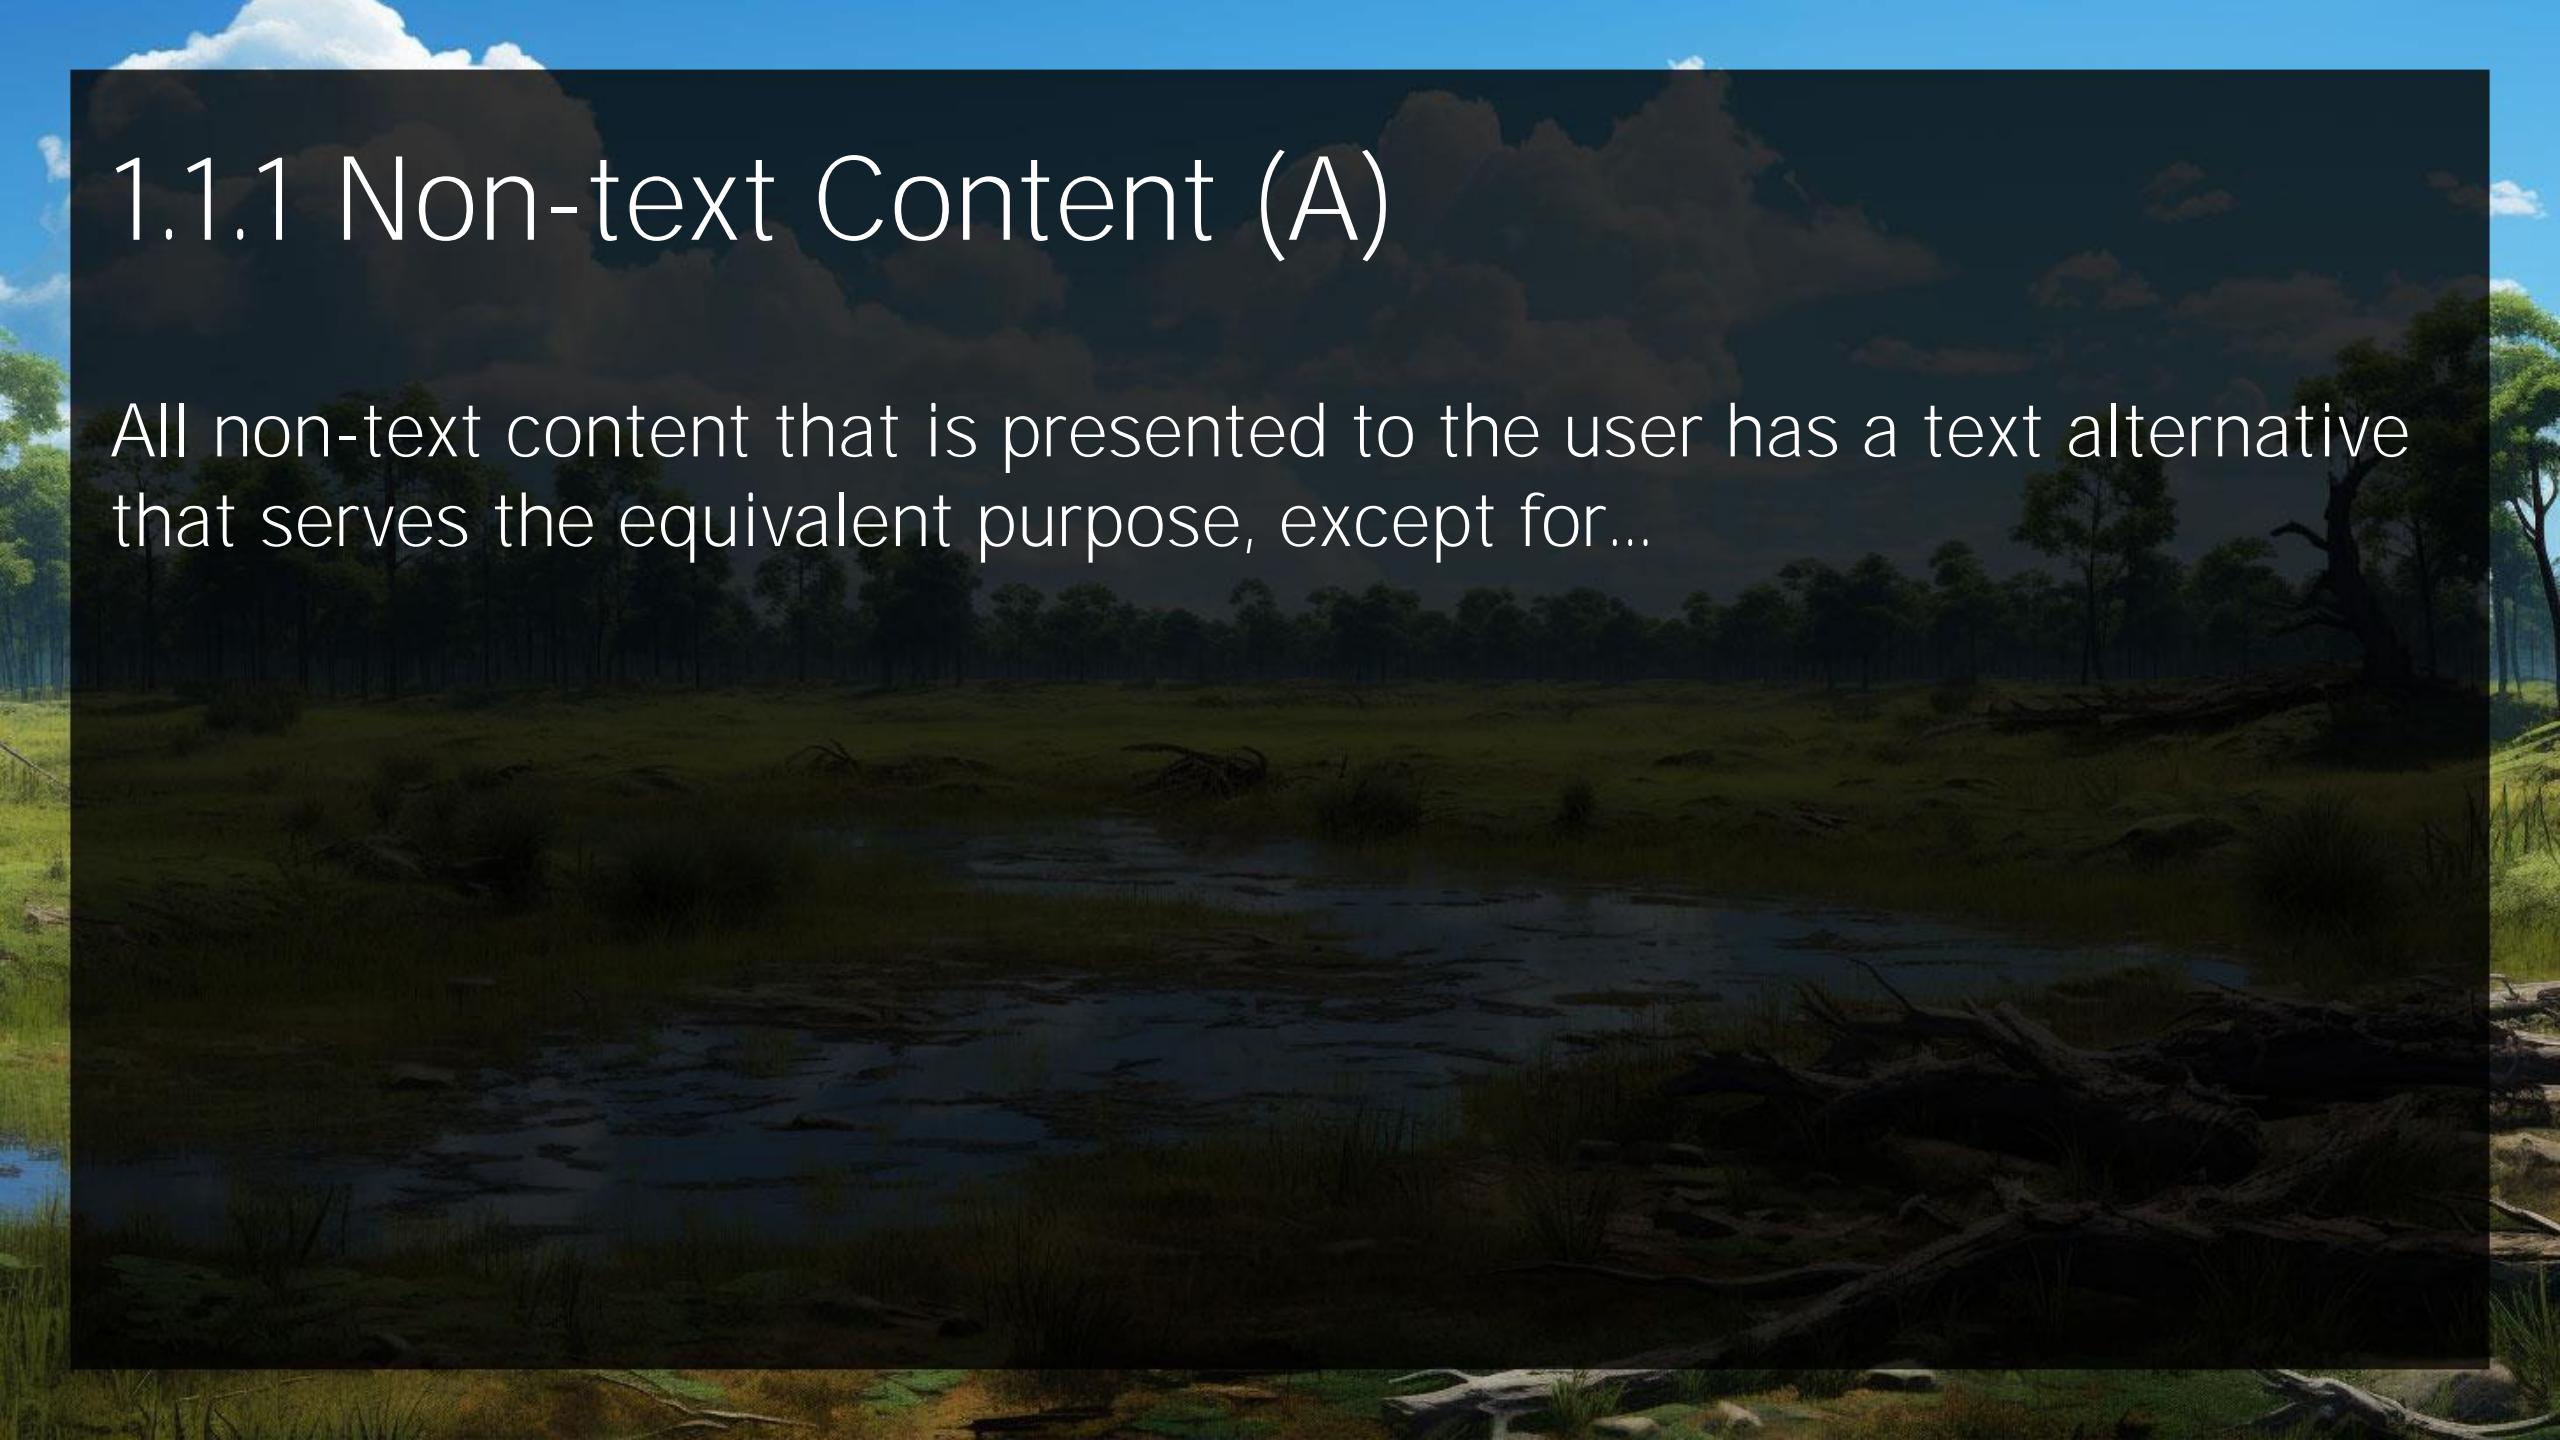 1.1.1 Non-text Content (A)
All non-text content that is presented to the user has a text alternative
that serves the equivalent purpose, except for…